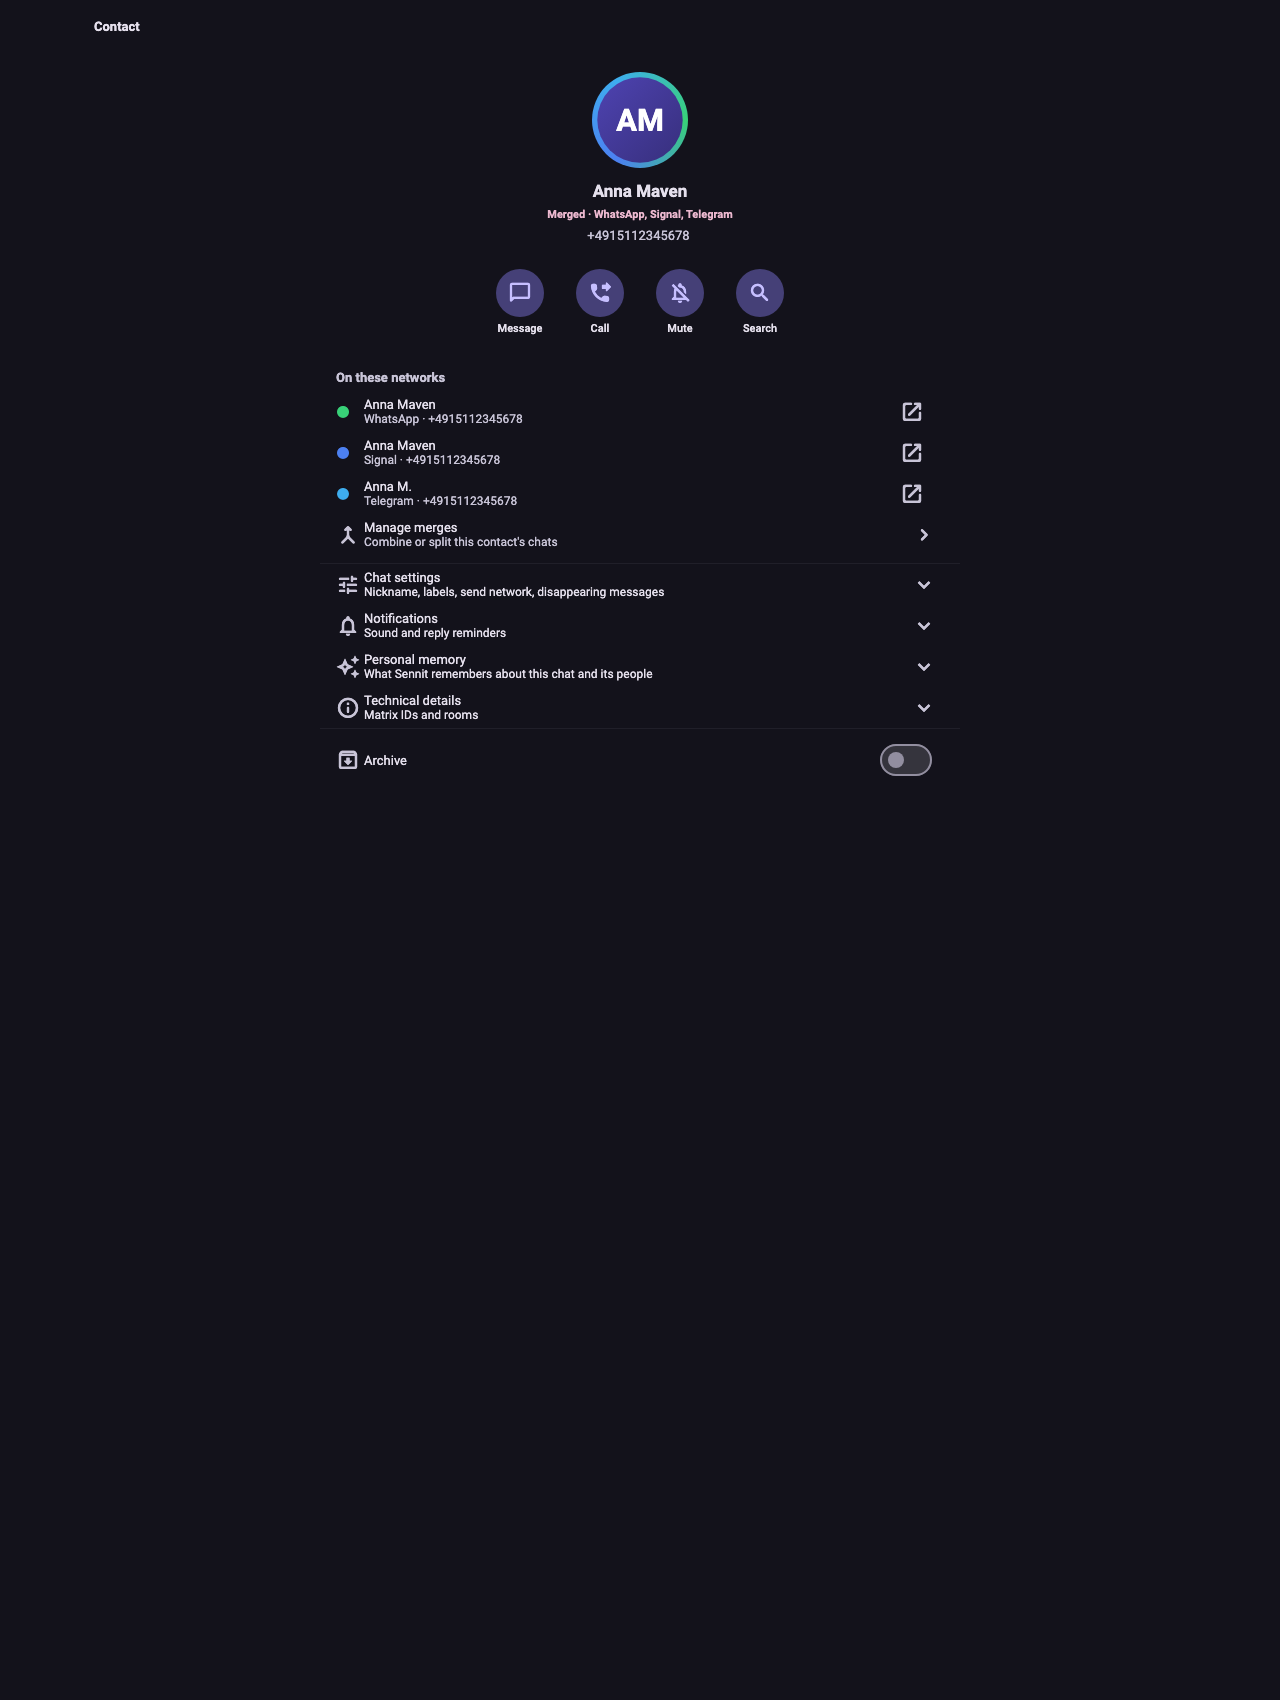 Contact
AM
Anna Maven
Merged · WhatsApp, Signal, Telegram
+4915112345678
Message
Call
Mute
Search
On these networks
Anna Maven
WhatsApp · +4915112345678
Anna Maven
Signal · +4915112345678
Anna M.
Telegram · +4915112345678
Manage merges
Combine or split this contact's chats
Chat settings
Nickname, labels, send network, disappearing messages
Notifications
Sound and reply reminders
Personal memory
What Sennit remembers about this chat and its people
Technical details
Matrix IDs and rooms
Archive